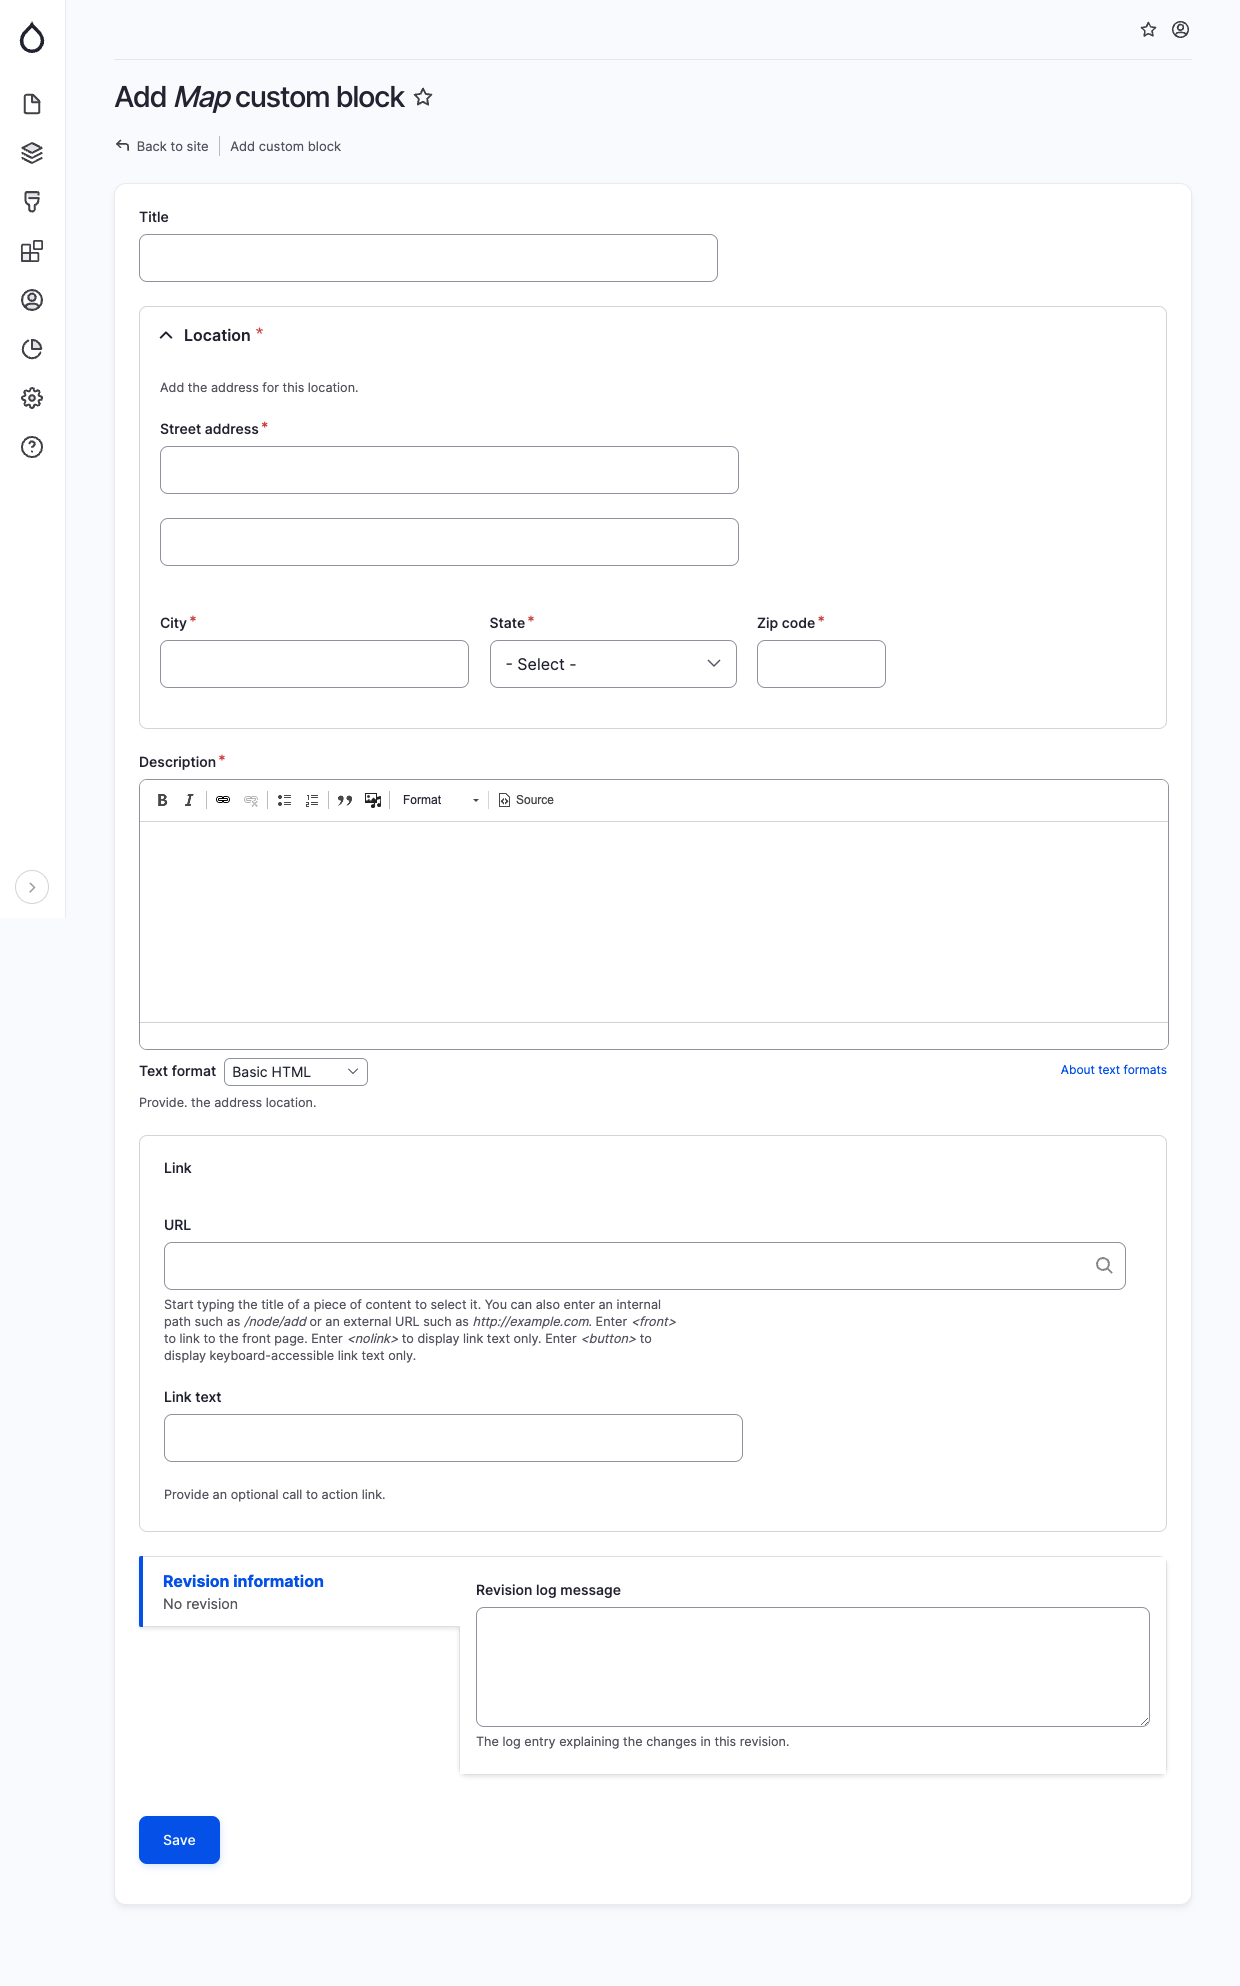 Add Map custom block
Back to site
Add custom block
Title
Location *
Add the address for this location.
Street address *
City *
State *
Zip code *
- Select -
Description *
B I Format Source
Text format Basic HTML
About text formats
Provide. the address location.
Link
URL
Start typing the title of a piece of content to select it. You can also enter an internal
path such as /node/add or an external URL such as http://example.com. Enter <front>
to link to the front page. Enter <nolink> to display link text only. Enter <button> to
display keyboard-accessible link text only.
Link text
Provide an optional call to action link.
Revision information
No revision
Revision log message
The log entry explaining the changes in this revision.
Save